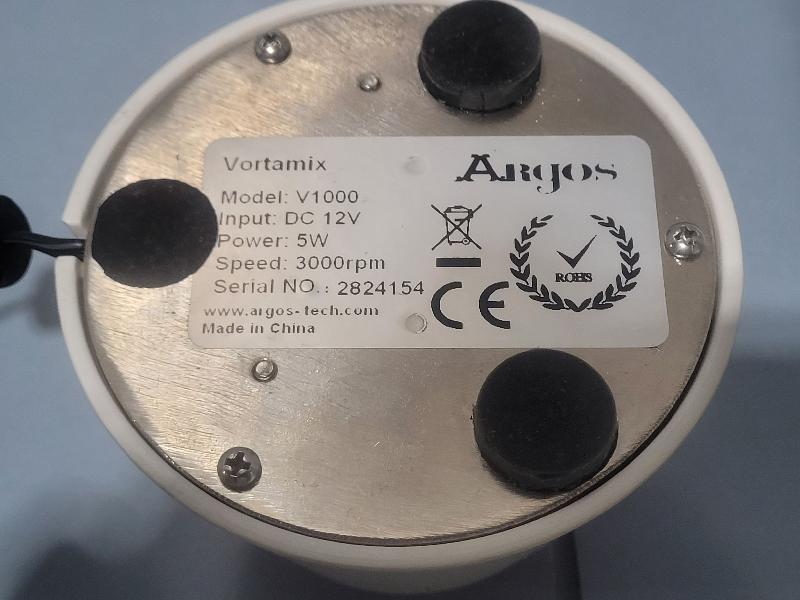 Vortamix
Argos
Model: V1000
Input: DC 12V
Power: 5W
Speed: 3000rpm
Serial NO.: 2824154
www.argos-tech.com
Made in China
ROHS
CE